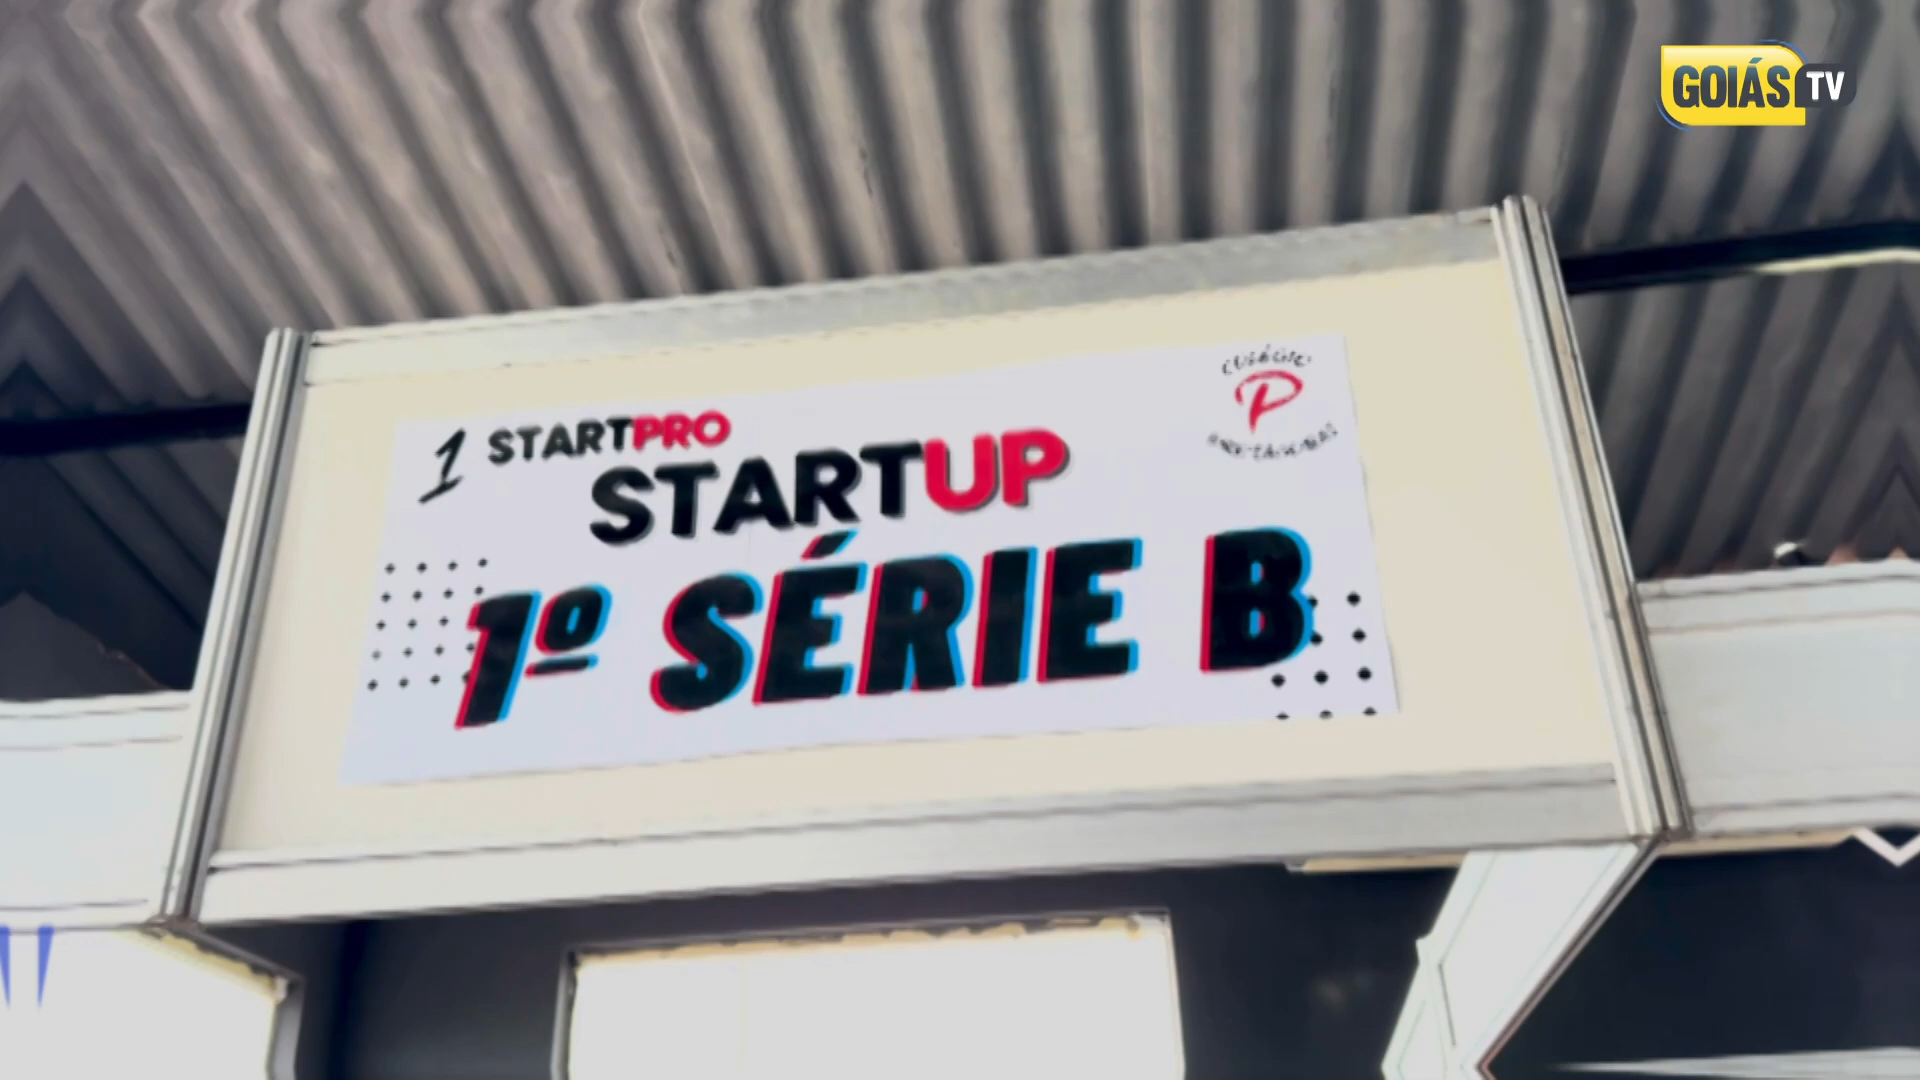 GOIÁS TV
1 STARTPRO
STARTUP
1º SÉRIE B
P